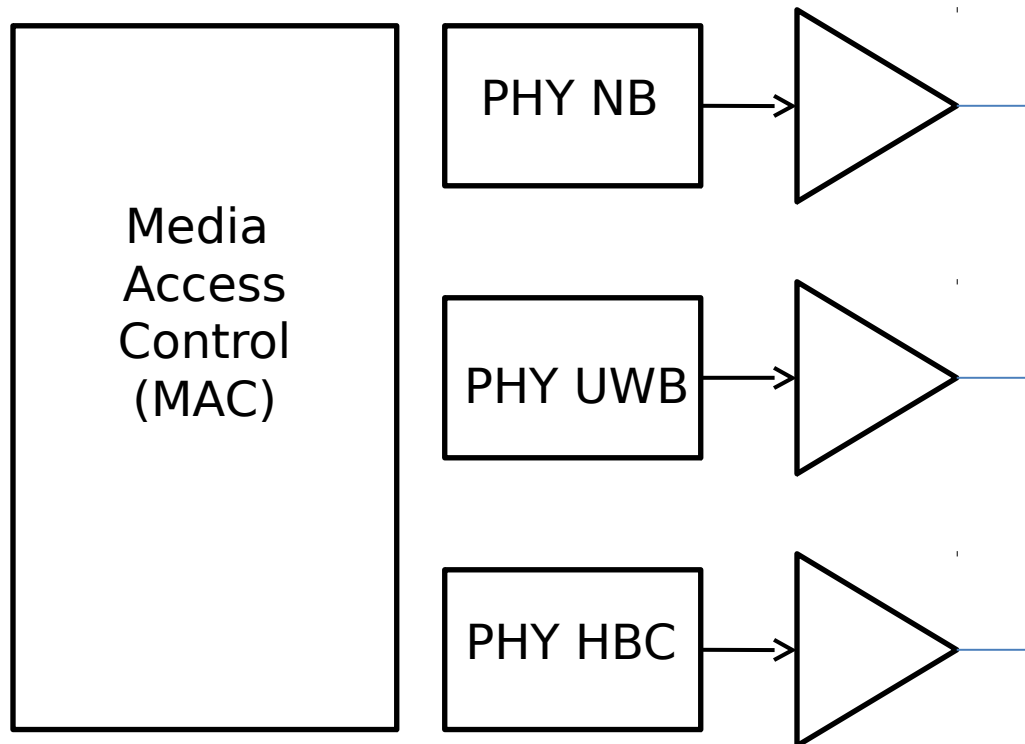 Media
Access
Control
(MAC)
PHY NB
PHY UWB
PHY HBC